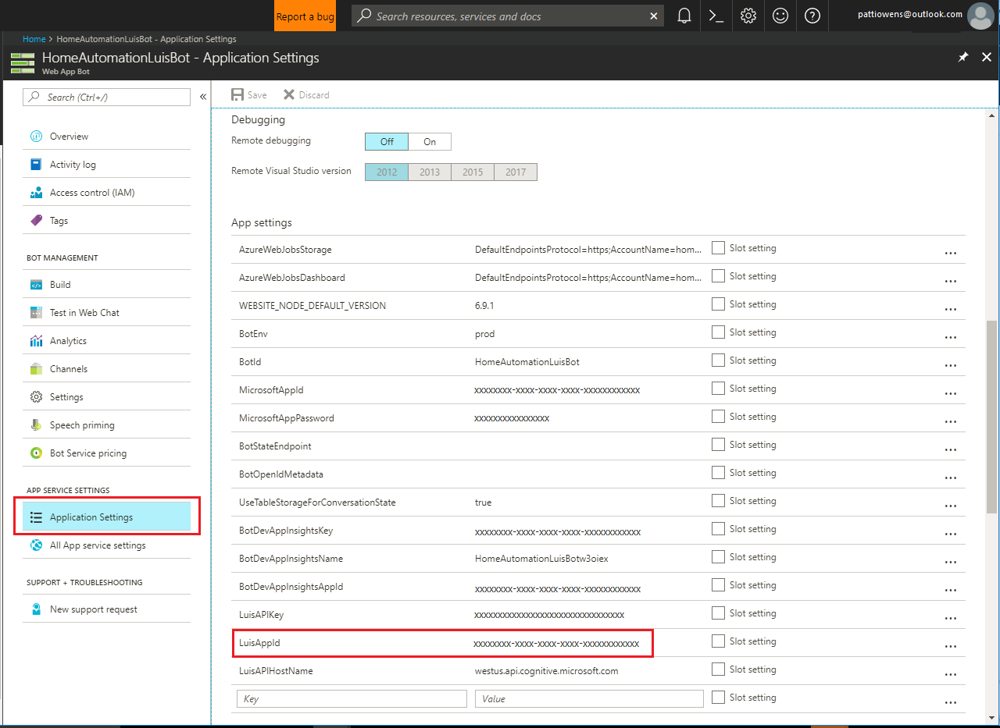 Report a bug
Search resources, services and docs
pattiowens@outlook.com
Home > HomeAutomationLuisBot - Application Settings
HomeAutomationLuisBot - Application Settings
Web App Bot
Search (Ctrl+/)
Overview
Activity log
Access control (IAM)
Tags
BOT MANAGEMENT
Build
Test in Web Chat
Analytics
Channels
Settings
Speech priming
Bot Service pricing
APP SERVICE SETTINGS
Application Settings
All App service settings
SUPPORT + TROUBLESHOOTING
New support request
Save Discard
Debugging
Remote debugging Off On
Remote Visual Studio version 2012 2013 2015 2017
App settings
AzureWebJobsStorage DefaultEndpointsProtocol=https;AccountName=hom... Slot setting ...
AzureWebJobsDashboard DefaultEndpointsProtocol=https;AccountName=hom... Slot setting ...
WEBSITE_NODE_DEFAULT_VERSION 6.9.1 Slot setting ...
BotEnv prod Slot setting ...
BotId HomeAutomationLuisBot Slot setting ...
MicrosoftAppId xxxxxxxx-xxxx-xxxx-xxxx-xxxxxxxxxxxx Slot setting ...
MicrosoftAppPassword xxxxxxxxxxxxxxxx Slot setting ...
BotStateEndpoint Slot setting ...
BotOpenIdMetadata Slot setting ...
UseTableStorageForConversationState true Slot setting ...
BotDevAppInsightsKey xxxxxxxx-xxxx-xxxx-xxxx-xxxxxxxxxxxx Slot setting ...
BotDevAppInsightsName HomeAutomationLuisBotw3oiex Slot setting ...
BotDevAppInsightsAppId xxxxxxxx-xxxx-xxxx-xxxx-xxxxxxxxxxxx Slot setting ...
LuisAPIKey xxxxxxxxxxxxxxxxxxxxxxxxxxxxxxxx Slot setting ...
LuisAppId xxxxxxxx-xxxx-xxxx-xxxx-xxxxxxxxxxxx Slot setting ...
LuisAPIHostName westus.api.cognitive.microsoft.com Slot setting ...
Key Value Slot setting ...